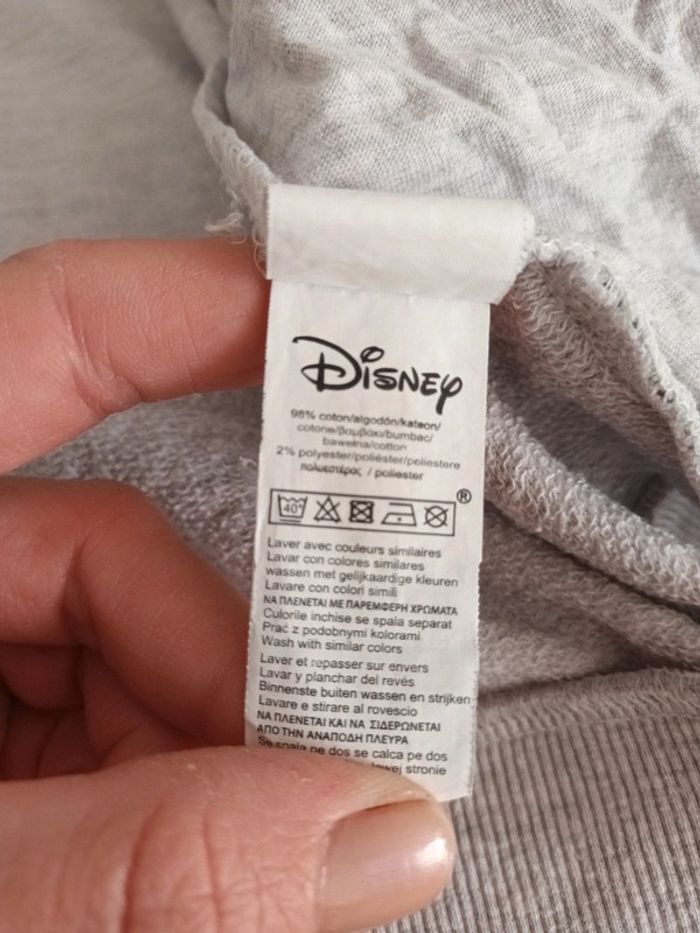 Disney
98% coton/algodón/katoen/
cotone/βαμβάκι/bumbac/
bawełna/cotton
2% polyester/poliéster/poliestere
πολυεστέρας / poliester
40°
®
Laver avec couleurs similaires
Lavar con colores similares
wassen met gelijkaardige kleuren
Lavare con colori simili
ΝΑ ΠΛΕΝΕΤΑΙ ΜΕ ΠΑΡΕΜΦΕΡΗ ΧΡΩΜΑΤΑ
Culorile inchise se spala separat
Prać z podobnymi kolorami
Wash with similar colors
Laver et repasser sur envers
Lavar y planchar del revés
Binnenste buiten wassen en strijken
Lavare e stirare al rovescio
ΝΑ ΠΛΕΝΕΤΑΙ ΚΑΙ ΝΑ ΣΙΔΕΡΩΝΕΤΑΙ
ΑΠΟ ΤΗΝ ΑΝΑΠΟΔΗ ΠΛΕΥΡΑ
Se spala pe dos se calca pe dos
lewej stronie